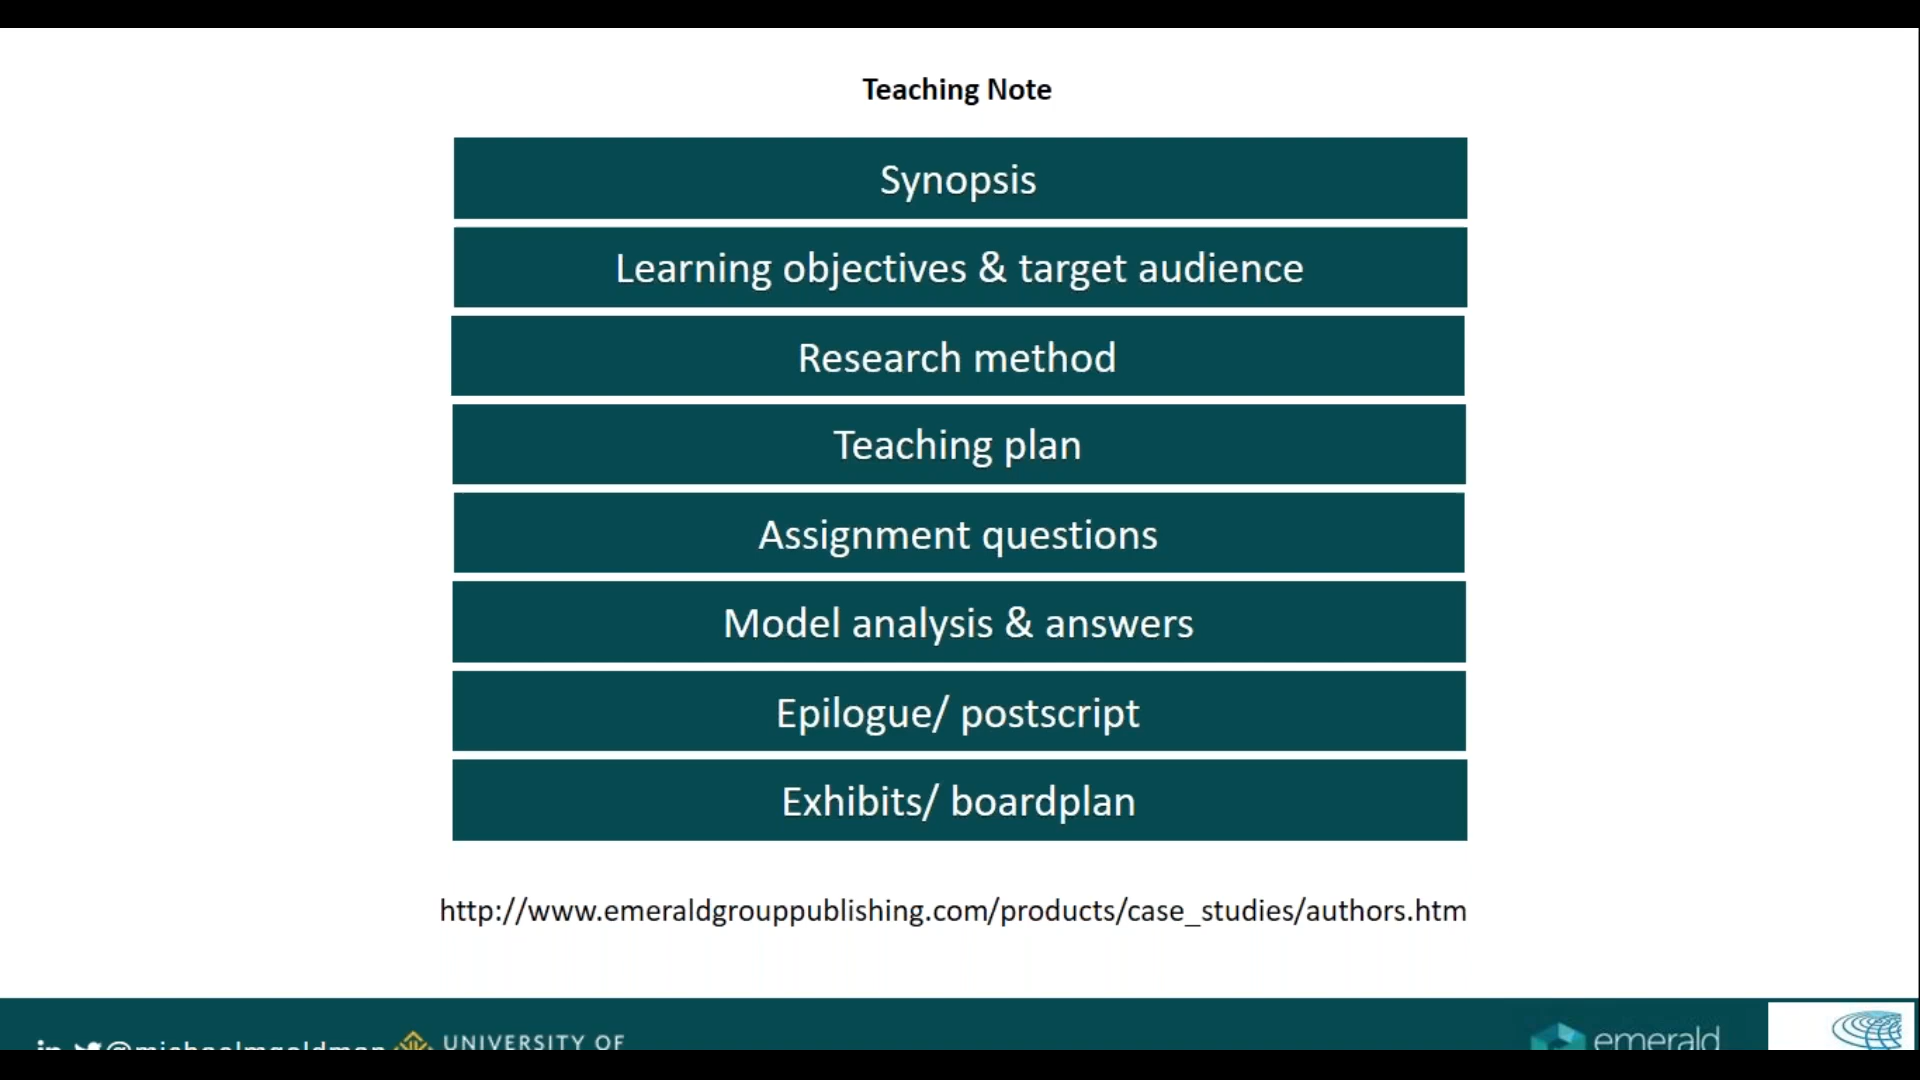 Teaching Note
Synopsis
Learning objectives & target audience
Research method
Teaching plan
Assignment questions
Model analysis & answers
Epilogue/ postscript
Exhibits/ boardplan
http://www.emeraldgrouppublishing.com/products/case_studies/authors.htm
@michaelmgoldman
UNIVERSITY OF
emerald